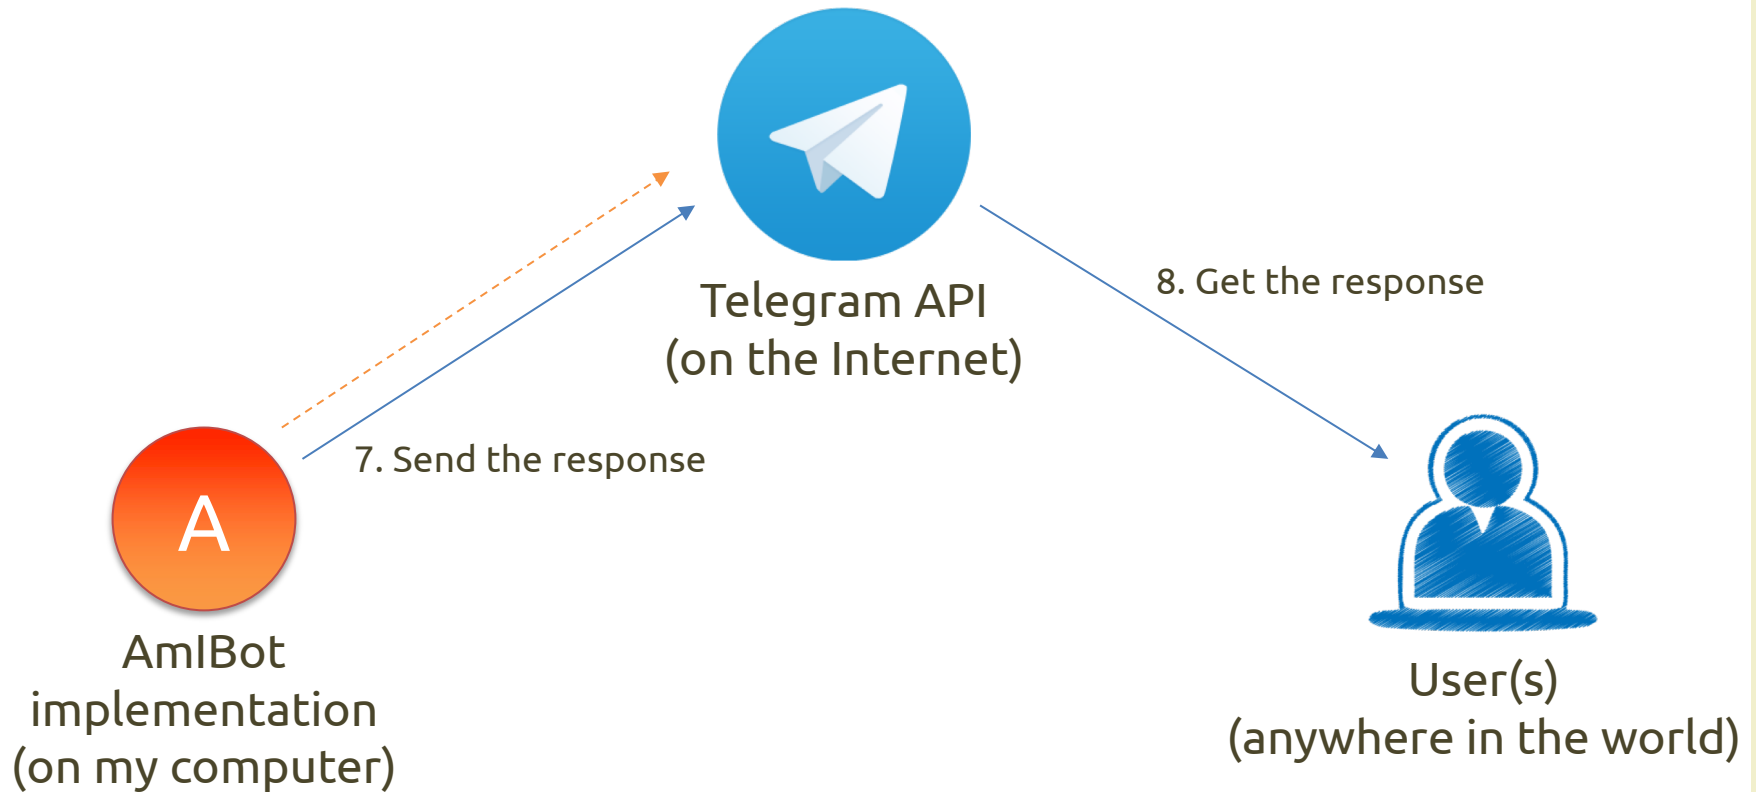 Telegram API
(on the Internet)
8. Get the response
7. Send the response
A
AmIBot
implementation
(on my computer)
User(s)
(anywhere in the world)